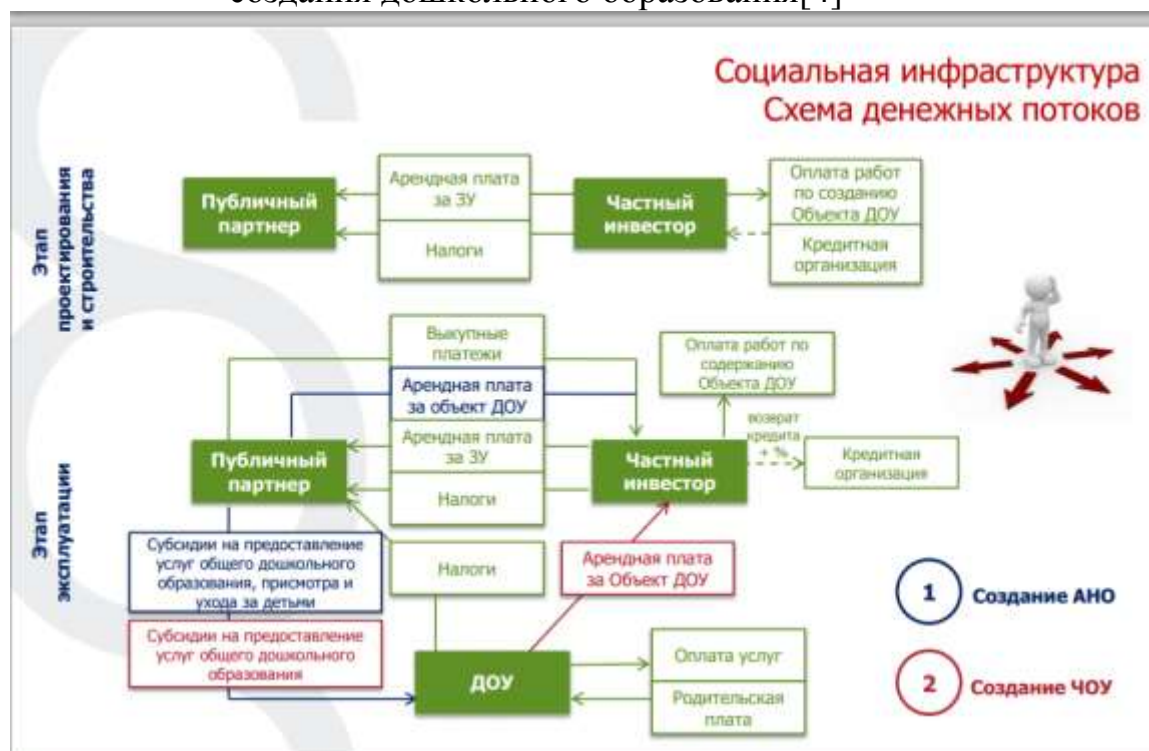 создания дошкольного образования[4]
Социальная инфраструктура
Схема денежных потоков
Этап
проектирования
и строительства
Публичный
партнер
Арендная плата
за ЗУ
Налоги
Частный
инвестор
Оплата работ
по созданию
Объекта ДОУ
Кредитная
организация
Этап
эксплуатации
Выкупные
платежи
Арендная плата
за объект ДОУ
Арендная плата
за ЗУ
Налоги
Публичный
партнер
Частный
инвестор
Оплата работ по
содержанию
Объекта ДОУ
возврат
кредита
+ %
Кредитная
организация
Субсидии на предоставление
услуг общего дошкольного
образования, присмотра и
ухода за детьми
Налоги
Арендная плата
за Объект ДОУ
Субсидии на предоставление
услуг общего дошкольного
образования
ДОУ
Оплата услуг
Родительская
плата
1 Создание АНО
2 Создание ЧОУ